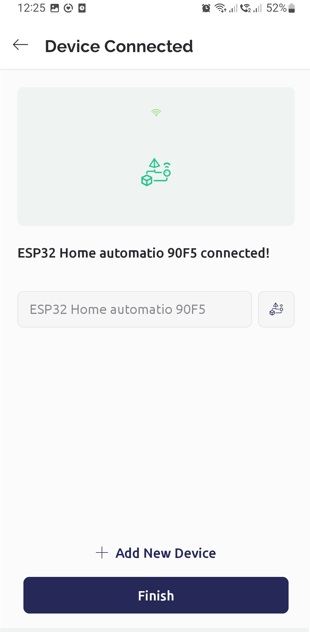 12:25
52%
Device Connected
ESP32 Home automatio 90F5 connected!
ESP32 Home automatio 90F5
+ Add New Device
Finish